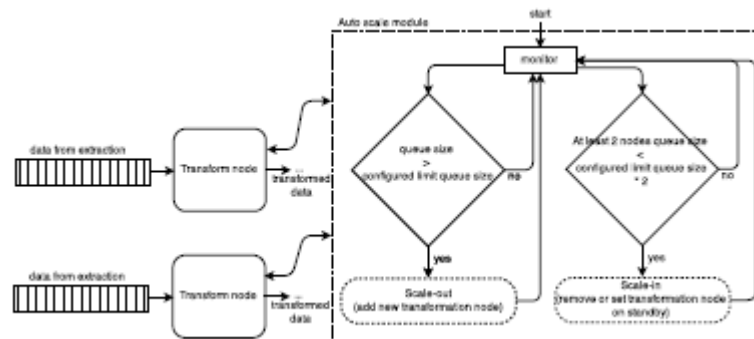 Auto scale module
start
monitor
data from extraction
Transform node
...
transformed
data
queue size
>
configured limit queue size
no
yes
Scale-out
(add new transformation node)
At least 2 nodes queue size
<
configured limit queue size
* 2
no
yes
Scale-in
(remove or set transformation node
on standby)
data from extraction
Transform node
...
transformed
data